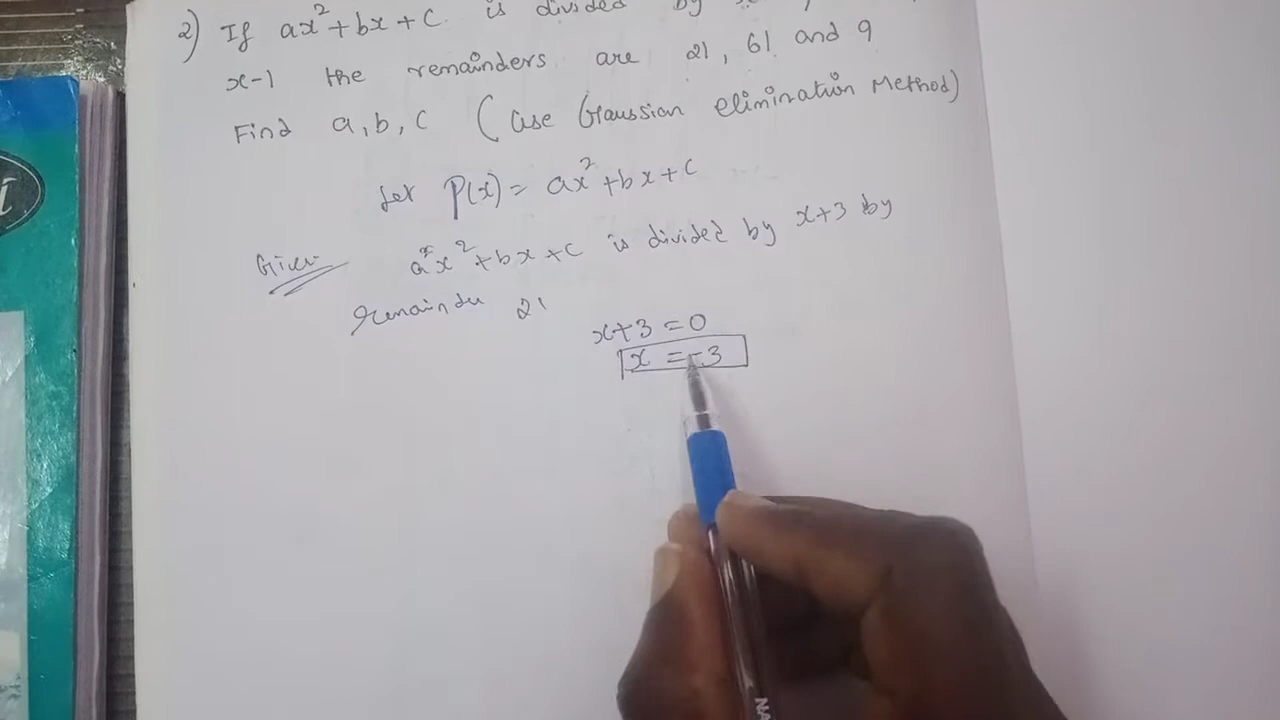 2) If ax²+bx+c is divided by
x-1 the remainders are 21, 61 and 9
Find a,b,c (Use Gaussian elimination Method)
Let P(x) = ax²+bx+c
Given ax²+bx+c is divided by x+3 by
remainder 21
x+3 =0
x =-3